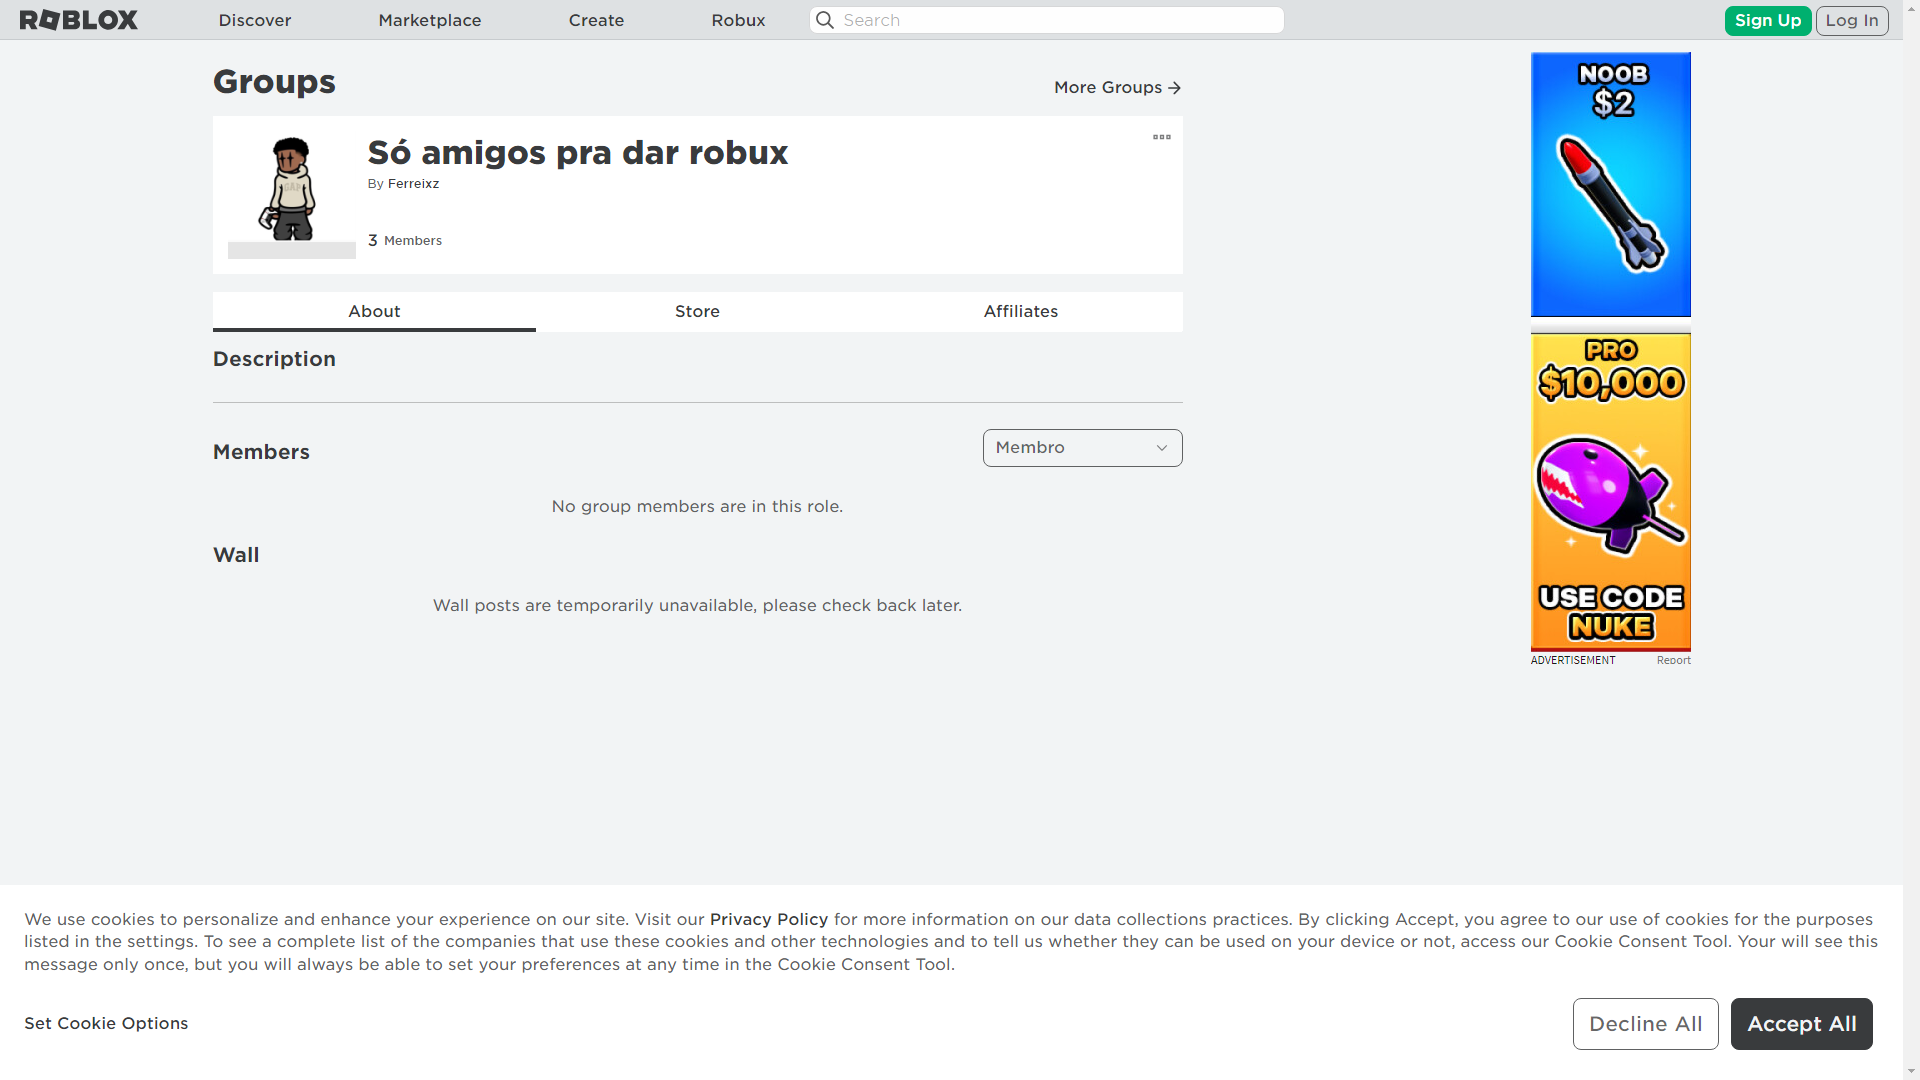 ROBLOX Discover Marketplace Create Robux Search Sign Up Log In
Groups
More Groups
Só amigos pra dar robux
By Ferreixz
GAP
3 Members
About Store Affiliates
Description
Members
Membro
No group members are in this role.
Wall
Wall posts are temporarily unavailable, please check back later.
NOOB
$2
PRO
$10,000
USE CODE
NUKE
ADVERTISEMENT Report
We use cookies to personalize and enhance your experience on our site. Visit our Privacy Policy for more information on our data collections practices. By clicking Accept, you agree to our use of cookies for the purposes
listed in the settings. To see a complete list of the companies that use these cookies and other technologies and to tell us whether they can be used on your device or not, access our Cookie Consent Tool. Your will see this
message only once, but you will always be able to set your preferences at any time in the Cookie Consent Tool.
Set Cookie Options
Decline All
Accept All